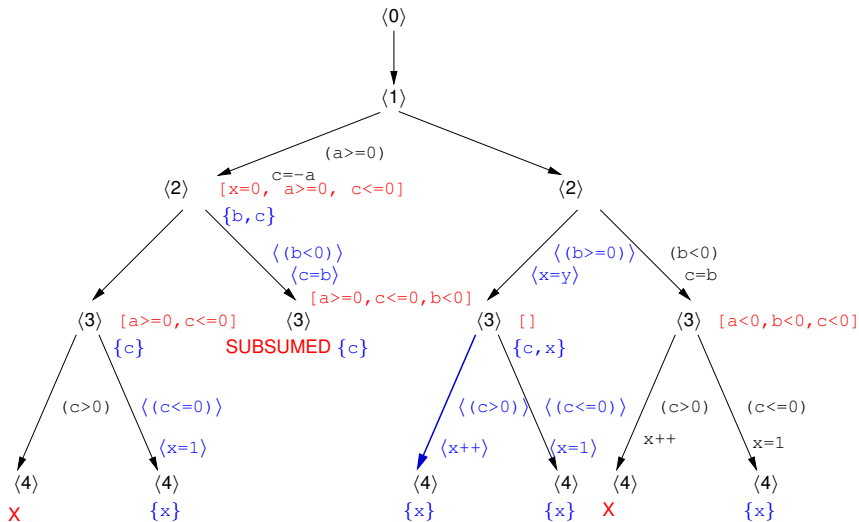 ⟨0⟩
⟨1⟩
(a>=0)
c=-a
⟨2⟩ [x=0, a>=0, c<=0] ⟨2⟩
{b,c}
⟨(b<0)⟩ ⟨(b>=0)⟩ (b<0)
⟨c=b⟩ ⟨x=y⟩ c=b
[a>=0,c<=0,b<0]
⟨3⟩ [a>=0,c<=0] ⟨3⟩ ⟨3⟩ [] ⟨3⟩ [a<0,b<0,c<0]
{c} SUBSUMED {c} {c,x}
(c>0) ⟨(c<=0)⟩ ⟨(c>0)⟩ ⟨(c<=0)⟩ (c>0) (c<=0)
⟨x=1⟩ ⟨x++⟩ ⟨x=1⟩ x++ x=1
⟨4⟩ ⟨4⟩ ⟨4⟩ ⟨4⟩ ⟨4⟩ ⟨4⟩
X {x} {x} {x} X {x}